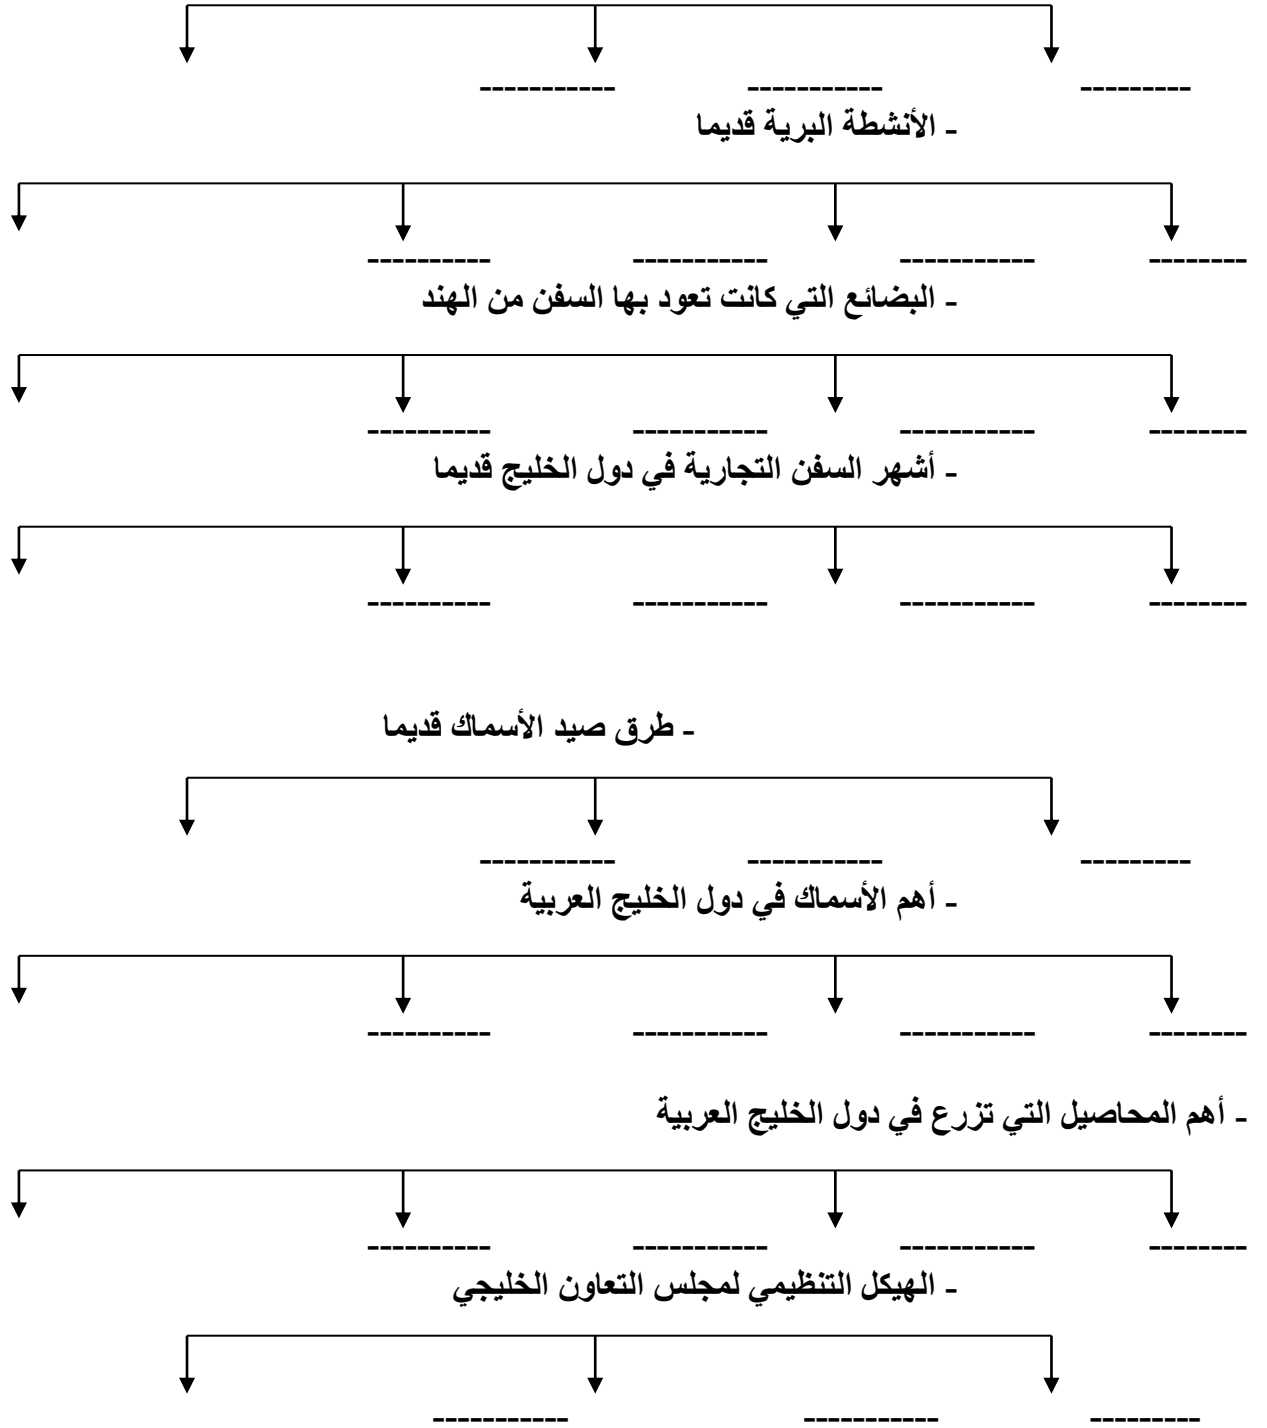 --------- ----------- -----------
- الأنشطة البرية قديما
-------- ----------- ----------- ----------
- البضائع التي كانت تعود بها السفن من الهند
-------- ----------- ----------- ----------
- أشهر السفن التجارية في دول الخليج قديما
-------- ----------- ----------- ----------
- طرق صيد الأسماك قديما
--------- ----------- -----------
- أهم الأسماك في دول الخليج العربية
-------- ----------- ----------- ----------
- أهم المحاصيل التي تزرع في دول الخليج العربية
-------- ----------- ----------- ----------
- الهيكل التنظيمي لمجلس التعاون الخليجي
--------- ----------- -----------